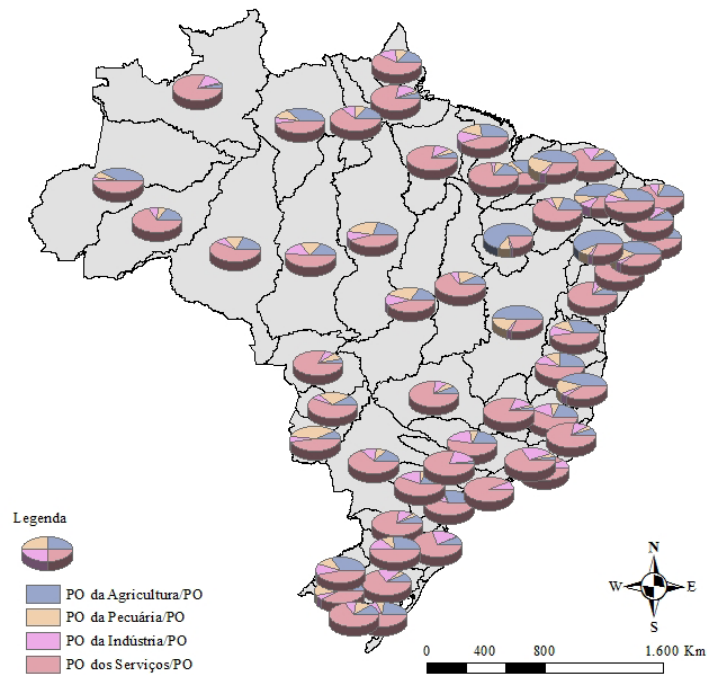 Legenda
PO da Agricultura/PO
PO da Pecuária/PO
PO da Indústria/PO
PO dos Serviços/PO
N
W E
S
0 400 800 1.600 Km